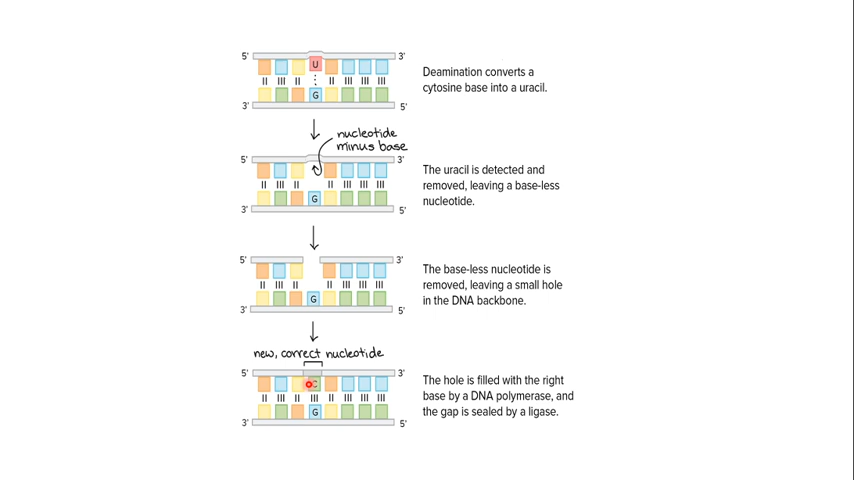 5' 3'
U
Deamination converts a
cytosine base into a uracil.
G
3' 5'
nucleotide
minus base
5' 3'
The uracil is detected and
removed, leaving a base-less
nucleotide.
G
3' 5'
5' 3'
The base-less nucleotide is
removed, leaving a small hole
in the DNA backbone.
G
3' 5'
new, correct nucleotide
5' 3'
C
The hole is filled with the right
base by a DNA polymerase, and
the gap is sealed by a ligase.
G
3' 5'